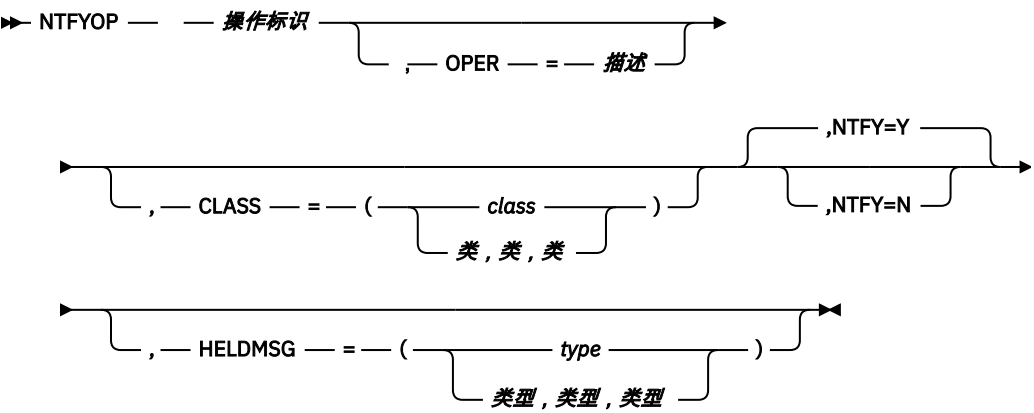 NTFYOP 操作标识
, OPER = 描述
,NTFY=Y
, CLASS = ( class )
,NTFY=N
类 , 类 , 类
, HELDMSG = ( type )
类型 , 类型 , 类型